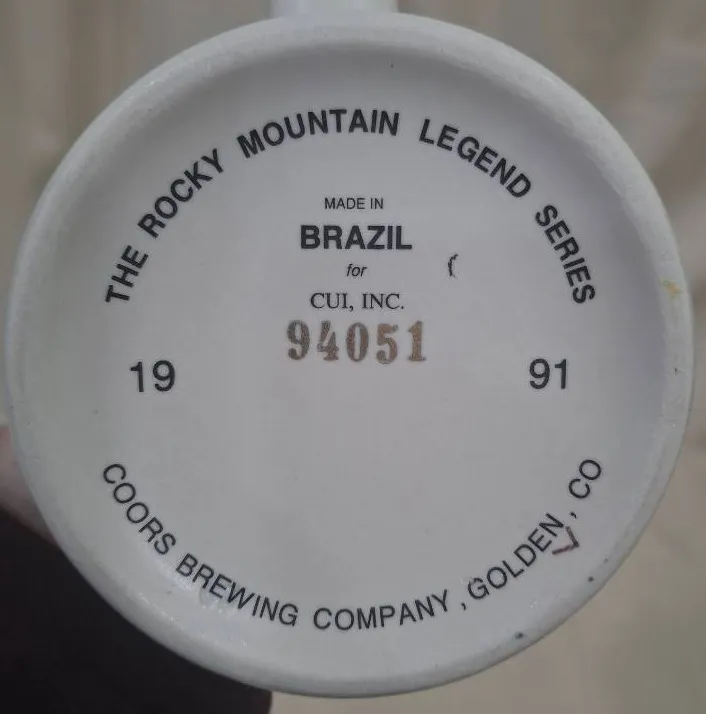 THE ROCKY MOUNTAIN LEGEND SERIES
MADE IN
BRAZIL
for
CUI, INC.
94051
19 91
COORS BREWING COMPANY, GOLDEN, CO